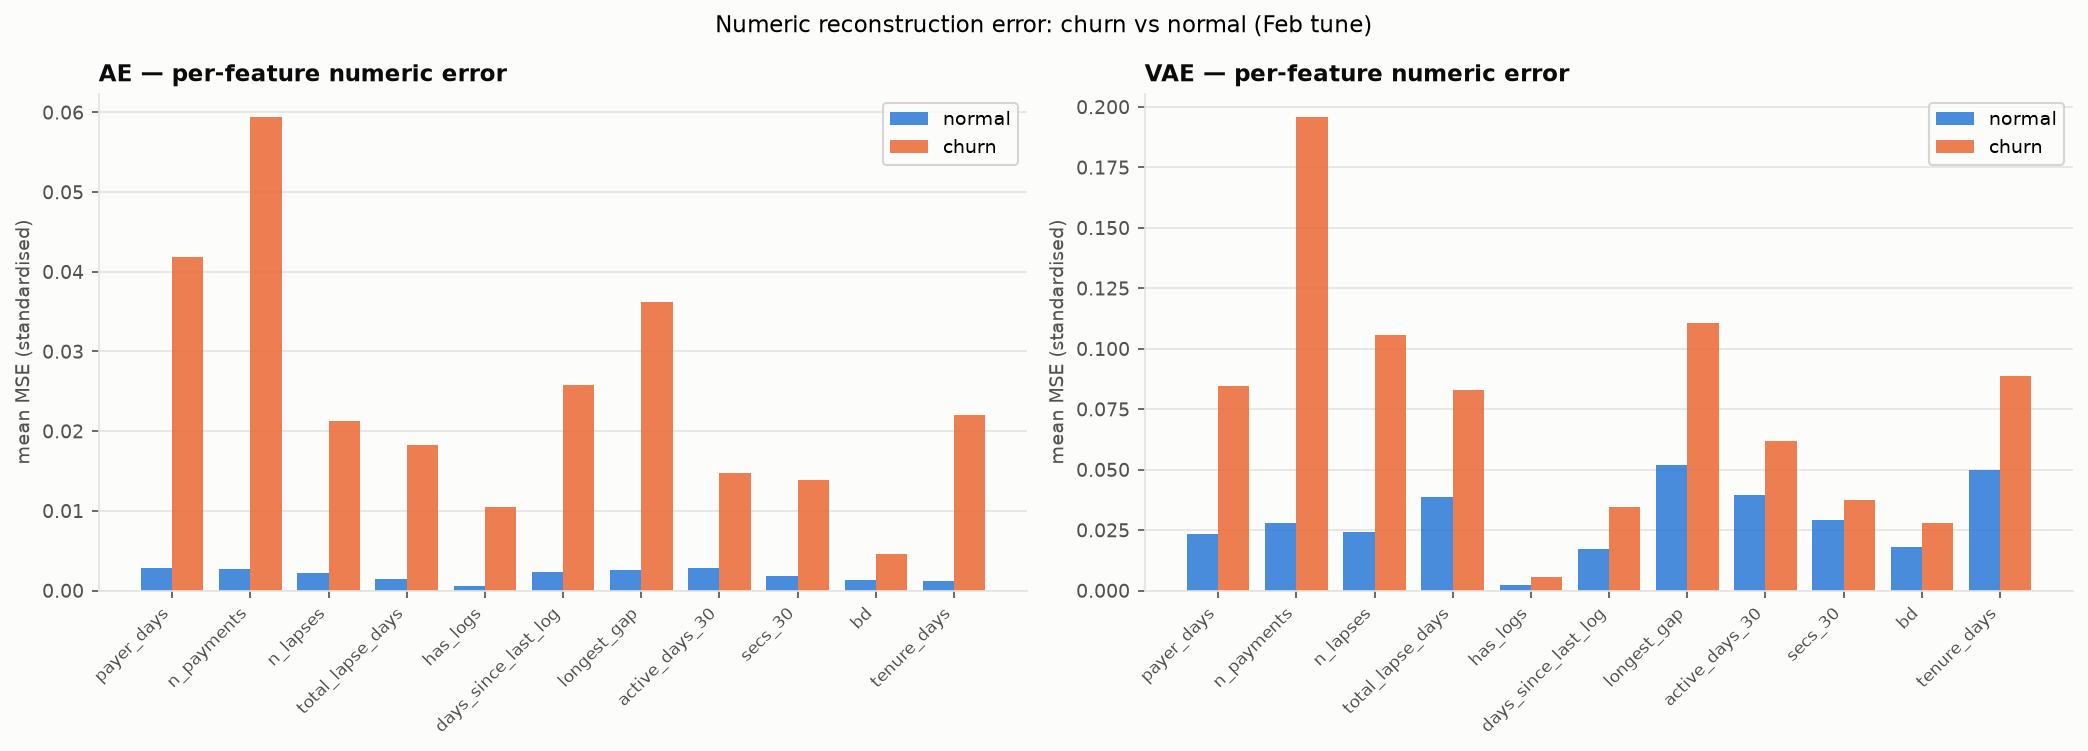 Numeric reconstruction error: churn vs normal (Feb tune)
AE — per-feature numeric error
mean MSE (standardised)
0.06
0.05
0.04
0.03
0.02
0.01
0.00
normal
churn
payer_days
n_payments
n_lapses
total_lapse_days
has_logs
days_since_last_log
longest_gap
active_days_30
secs_30
bd
tenure_days
VAE — per-feature numeric error
mean MSE (standardised)
0.200
0.175
0.150
0.125
0.100
0.075
0.050
0.025
0.000
normal
churn
payer_days
n_payments
n_lapses
total_lapse_days
has_logs
days_since_last_log
longest_gap
active_days_30
secs_30
bd
tenure_days